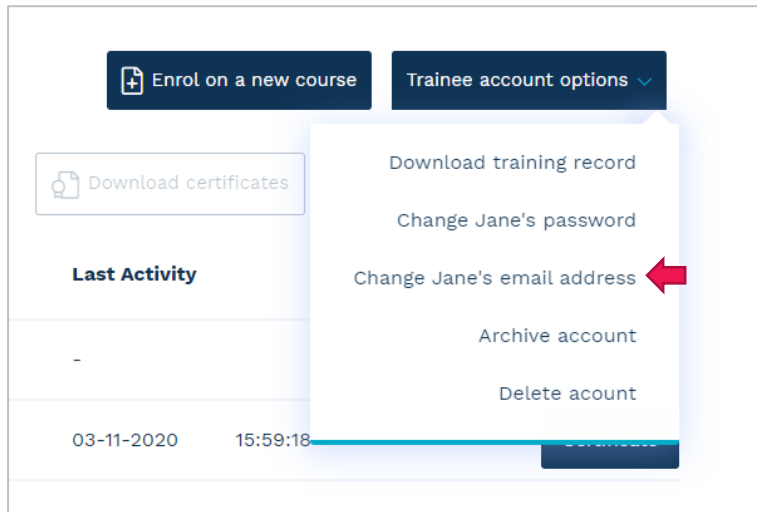 Enrol on a new course
Trainee account options
Download certificates
Download training record
Change Jane's password
Last Activity
Change Jane's email address
Archive account
-
Delete acount
03-11-2020 15:59:18